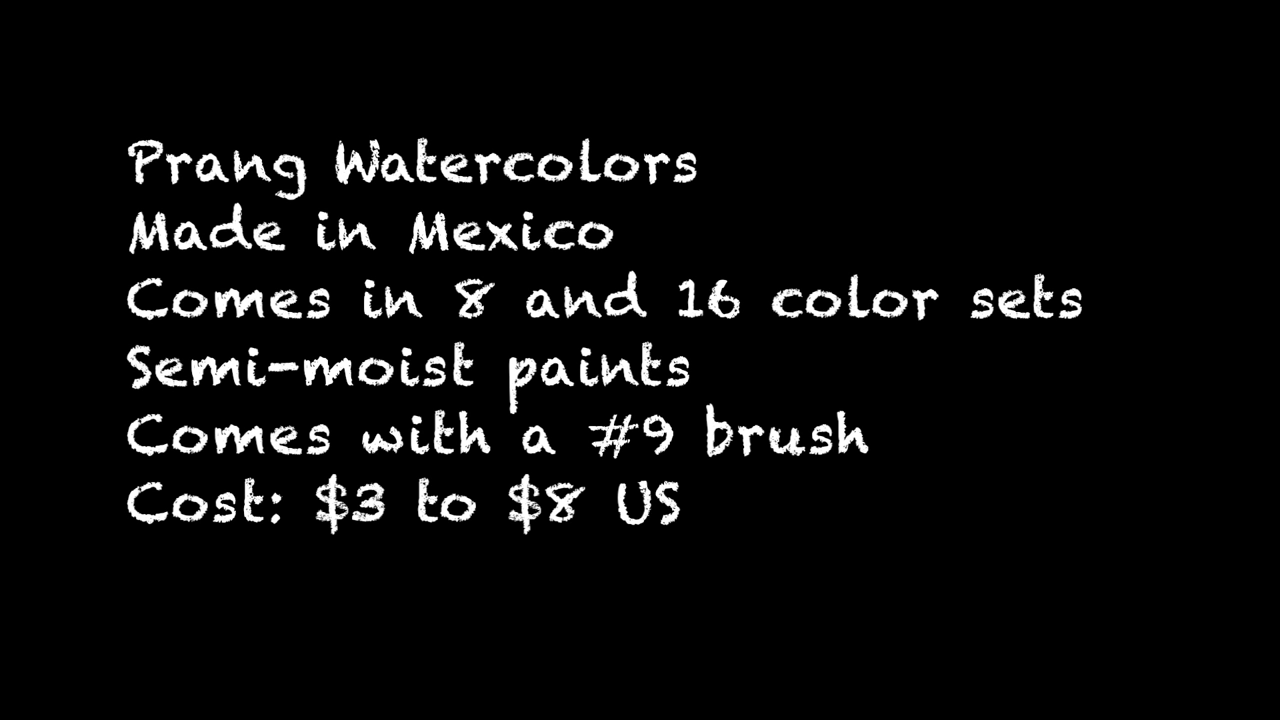 Prang Watercolors
Made in Mexico
Comes in 8 and 16 color sets
Semi-moist paints
Comes with a #9 brush
Cost: $3 to $8 US